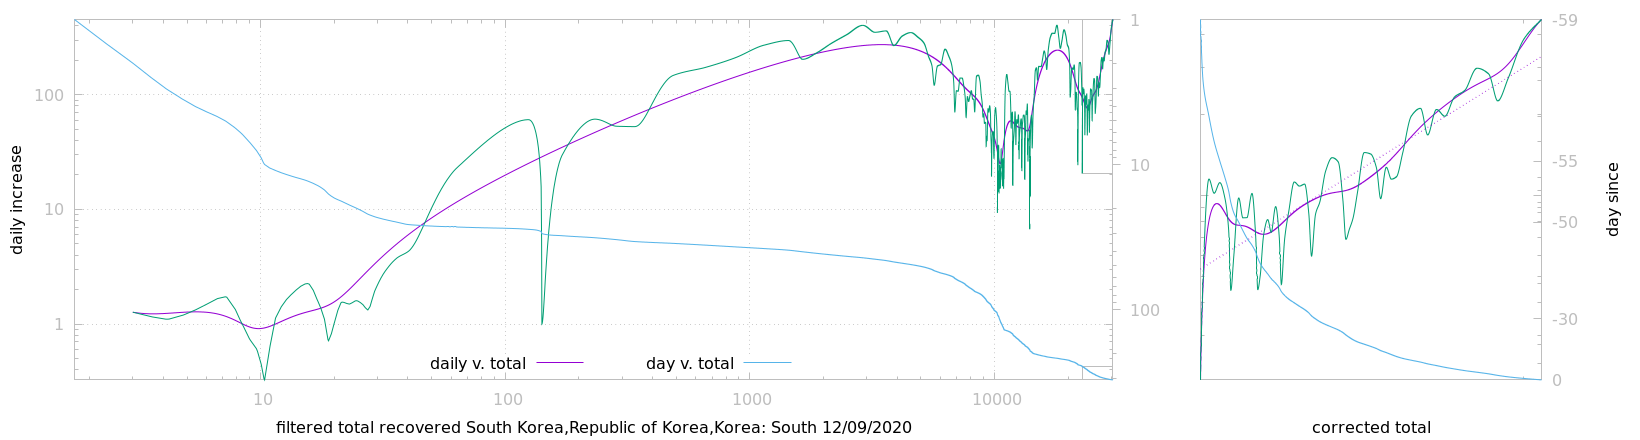 daily increase
100
10
1
10
100
1000
10000
1
10
100
daily v. total
day v. total
filtered total recovered South Korea,Republic of Korea,Korea: South 12/09/2020
-59
-55
-50
-30
0
day since
corrected total